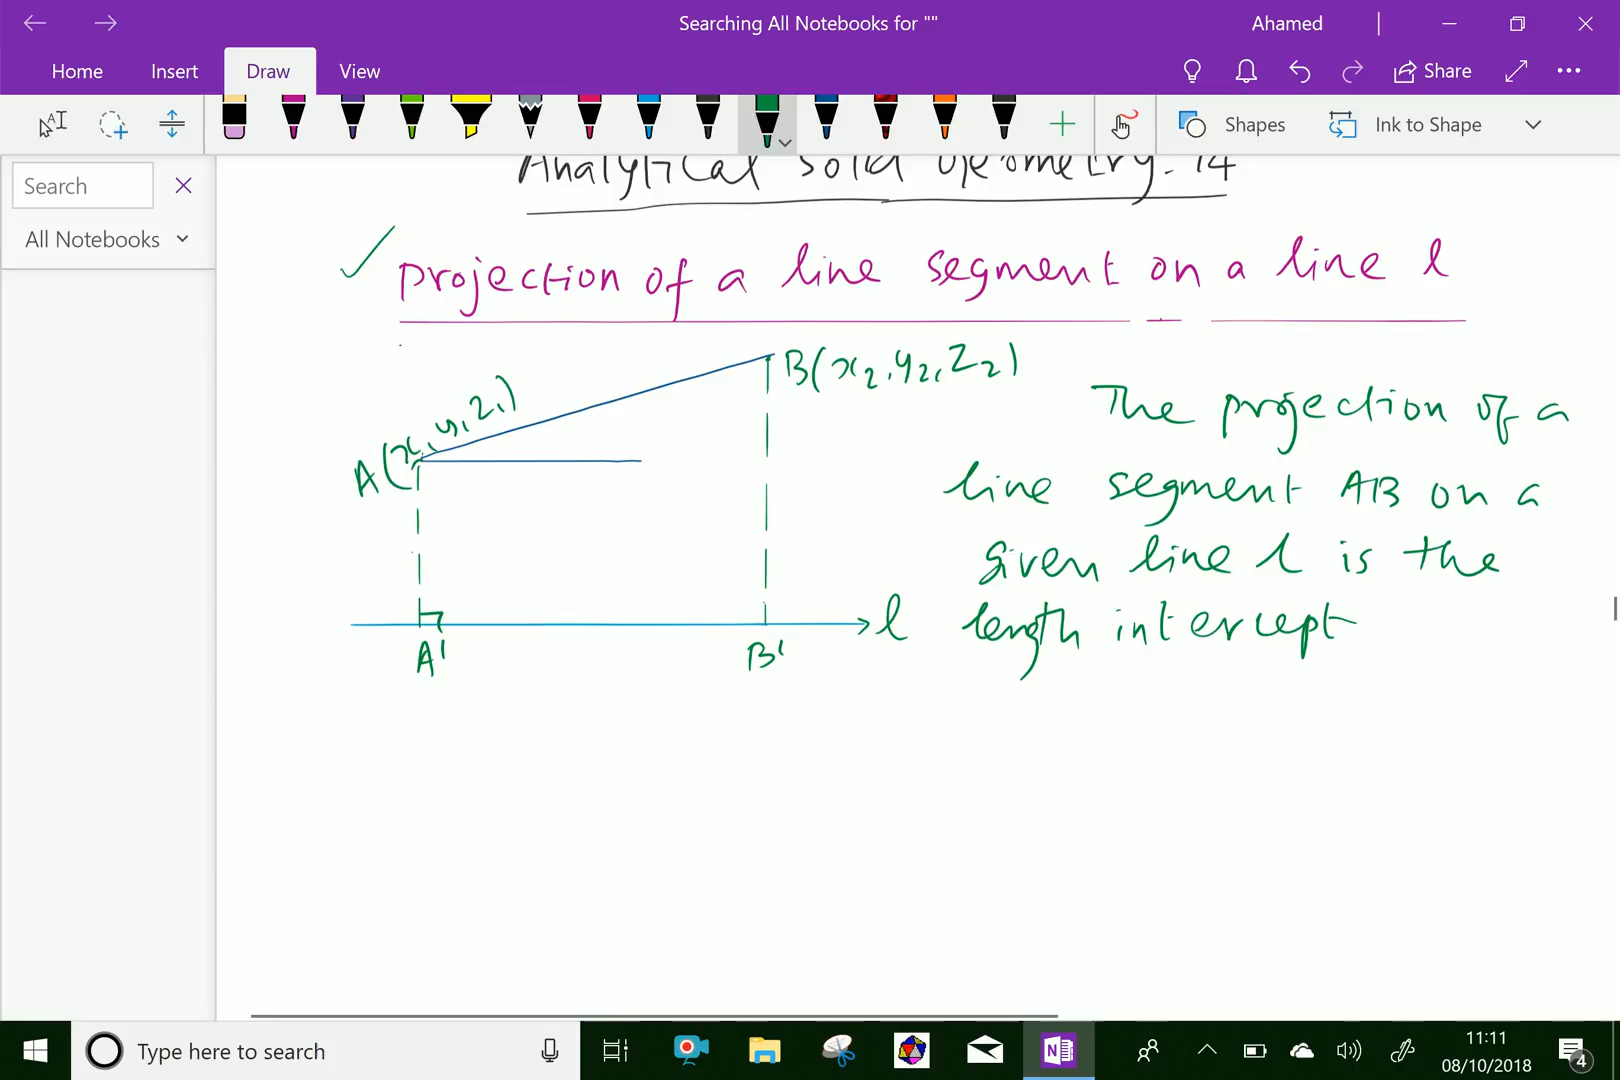 Searching All Notebooks for ""
Ahamed
Home
Insert
Draw
View
Share
Shapes
Ink to Shape
Search
All Notebooks
Analytical solid Geometry. 14
projection of a line segment on a line l
B(x2, y2, z2)
A(x1, y1, z1)
A'
B'
l
The projection of a
line segment AB on a
given line l is the
length intercept
Type here to search
11:11
08/10/2018
4